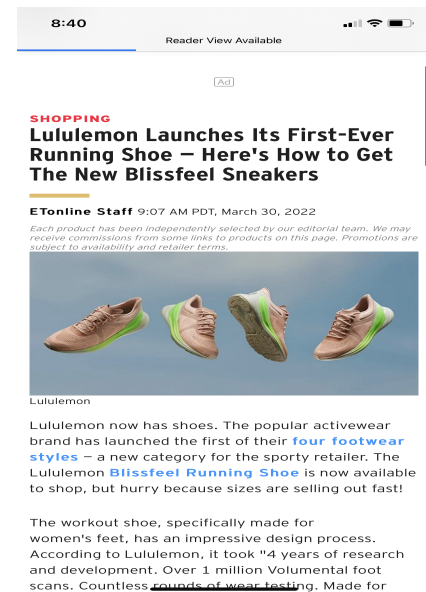 8:40
Reader View Available
Ad
SHOPPING
Lululemon Launches Its First-Ever
Running Shoe – Here's How to Get
The New Blissfeel Sneakers
ETonline Staff 9:07 AM PDT, March 30, 2022
Each product has been independently selected by our editorial team. We may
receive commissions from some links to products on this page. Promotions are
subject to availability and retailer terms.
Lululemon
Lululemon now has shoes. The popular activewear
brand has launched the first of their four footwear
styles – a new category for the sporty retailer. The
Lululemon Blissfeel Running Shoe is now available
to shop, but hurry because sizes are selling out fast!
The workout shoe, specifically made for
women's feet, has an impressive design process.
According to Lululemon, it took "4 years of research
and development. Over 1 million Volumental foot
scans. Countless rounds of wear testing. Made for